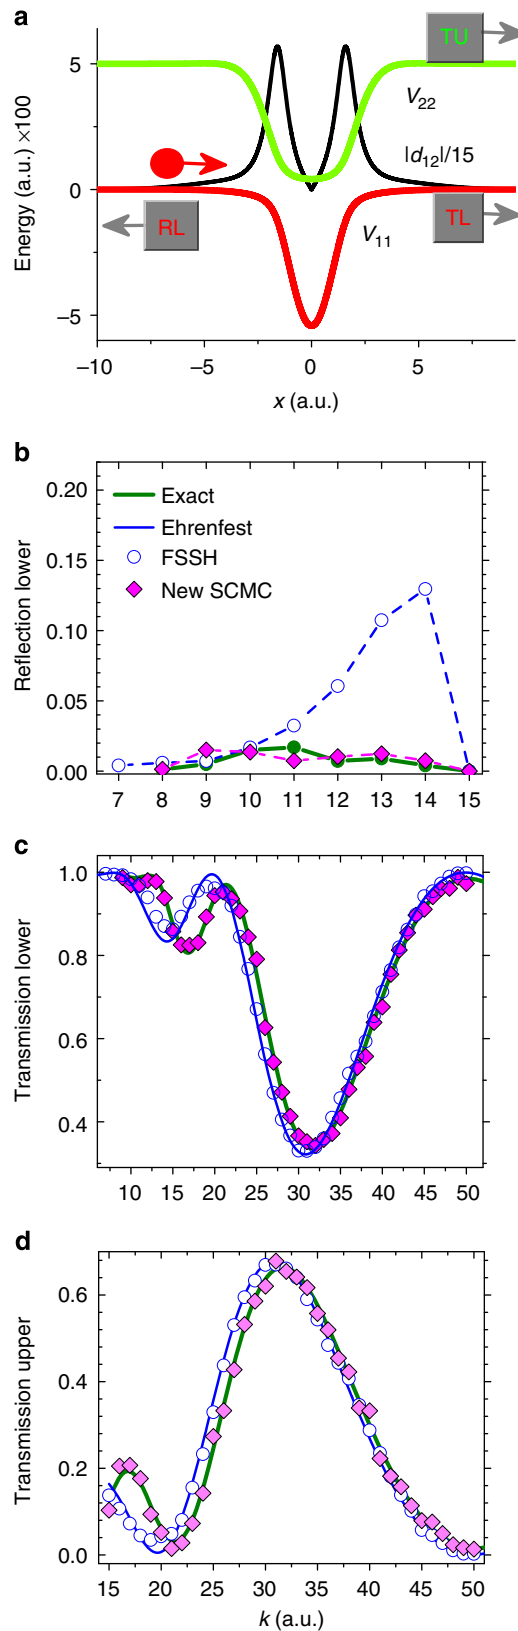 a
TU
5
V22
|d12|/15
0
RL
TL
V11
−5
Energy (a.u.) ×100
−10 −5 0 5
x (a.u.)
b
0.20
Exact
Ehrenfest
0.15
FSSH
New SCMC
0.10
0.05
0.00
Reflection lower
7 8 9 10 11 12 13 14 15
c
1.0
0.8
0.6
0.4
Transmission lower
10 15 20 25 30 35 40 45 50
d
0.6
0.4
0.2
0.0
Transmission upper
15 20 25 30 35 40 45 50
k (a.u.)